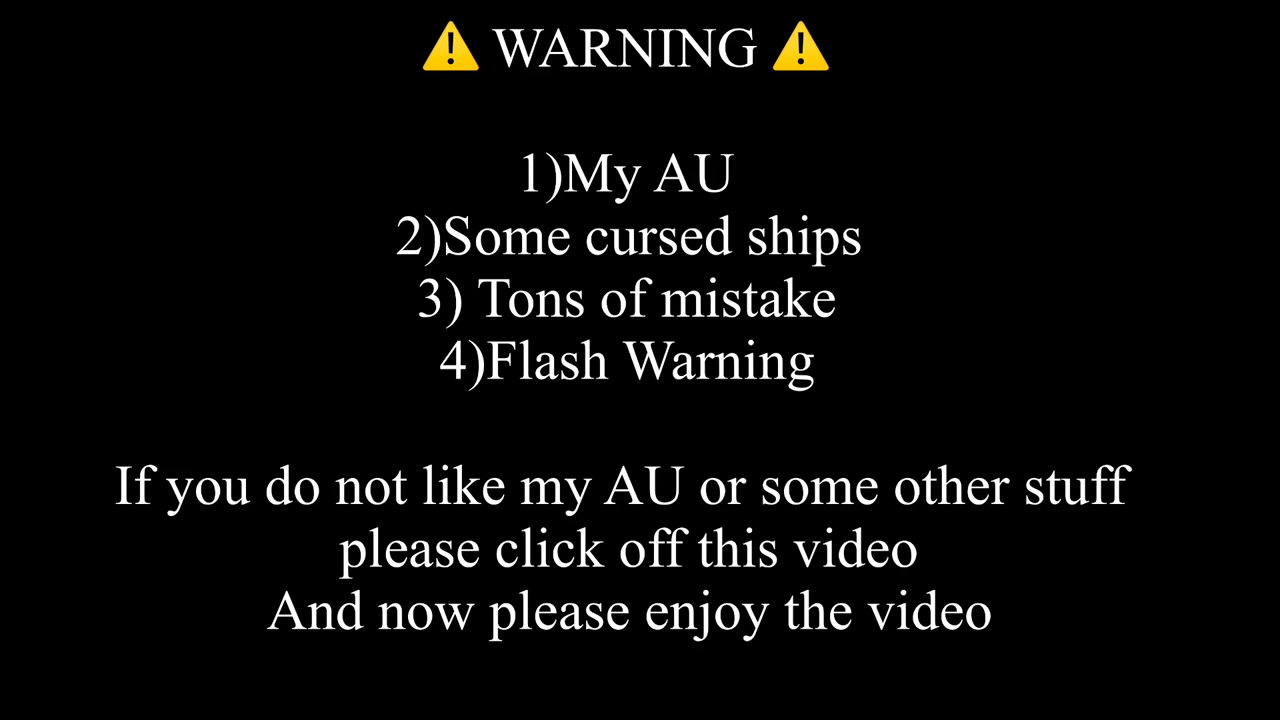 ⚠️ WARNING ⚠️
1)My AU
2)Some cursed ships
3) Tons of mistake
4)Flash Warning
If you do not like my AU or some other stuff
please click off this video
And now please enjoy the video